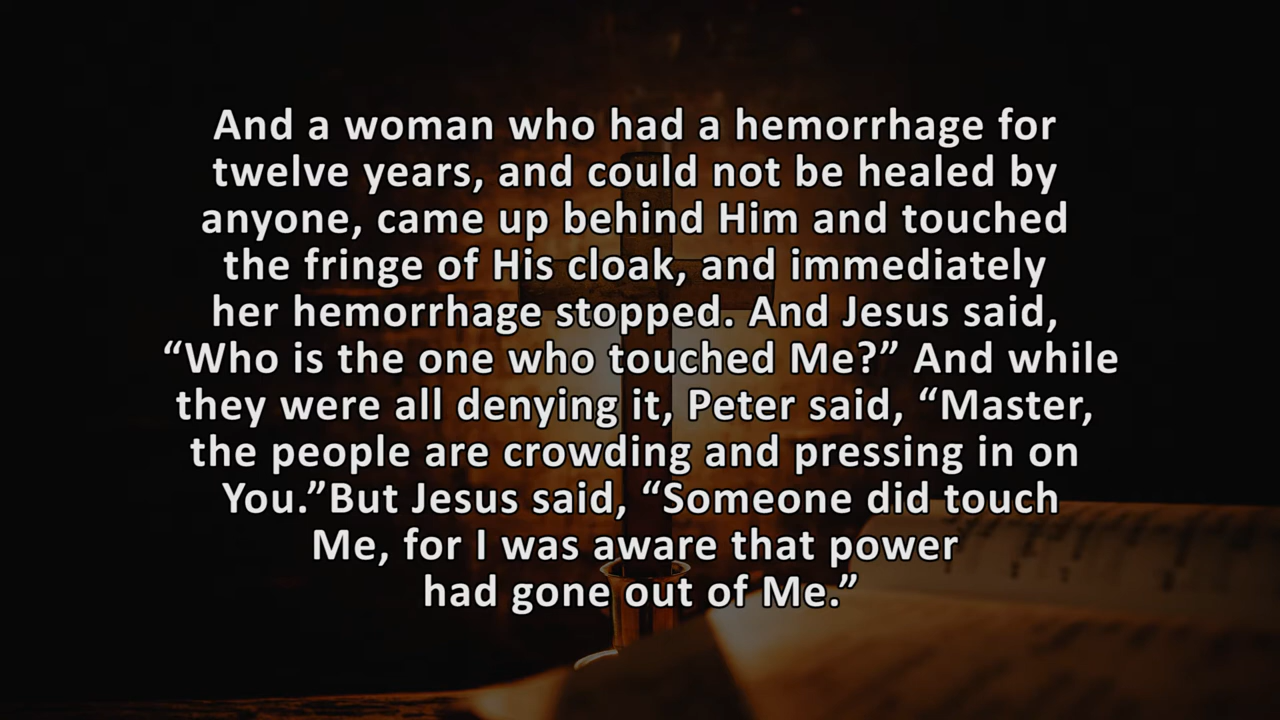 And a woman who had a hemorrhage for
twelve years, and could not be healed by
anyone, came up behind Him and touched
the fringe of His cloak, and immediately
her hemorrhage stopped. And Jesus said,
“Who is the one who touched Me?” And while
they were all denying it, Peter said, “Master,
the people are crowding and pressing in on
You.”But Jesus said, “Someone did touch
Me, for I was aware that power
had gone out of Me.”